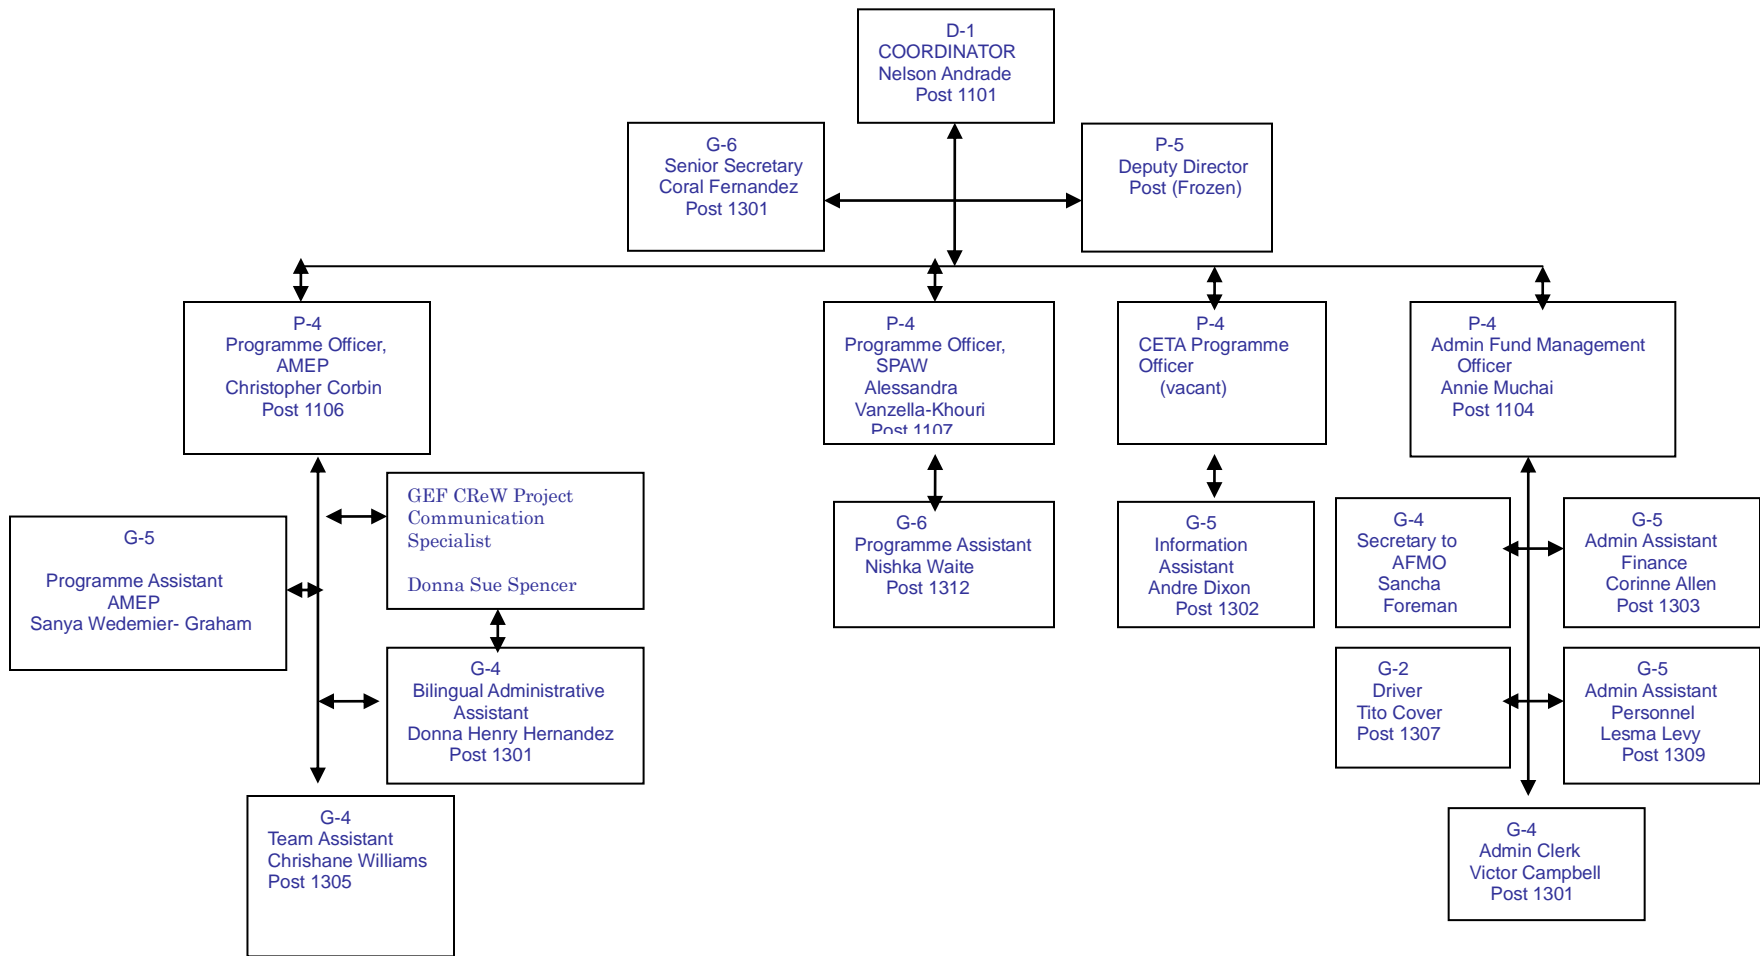 D-1
COORDINATOR
Nelson Andrade
Post 1101
G-6
Senior Secretary
Coral Fernandez
Post 1301
P-5
Deputy Director
Post (Frozen)
P-4
Programme Officer,
AMEP
Christopher Corbin
Post 1106
P-4
Programme Officer,
SPAW
Alessandra
Vanzella-Khouri
Post 1107
P-4
CETA Programme
Officer
(vacant)
P-4
Admin Fund Management
Officer
Annie Muchai
Post 1104
G-5
Programme Assistant
AMEP
Sanya Wedemier- Graham
GEF CReW Project
Communication
Specialist
Donna Sue Spencer
G-4
Bilingual Administrative
Assistant
Donna Henry Hernandez
Post 1301
G-4
Team Assistant
Chrishane Williams
Post 1305
G-6
Programme Assistant
Nishka Waite
Post 1312
G-5
Information
Assistant
Andre Dixon
Post 1302
G-4
Secretary to
AFMO
Sancha
Foreman
G-5
Admin Assistant
Finance
Corinne Allen
Post 1303
G-2
Driver
Tito Cover
Post 1307
G-5
Admin Assistant
Personnel
Lesma Levy
Post 1309
G-4
Admin Clerk
Victor Campbell
Post 1301